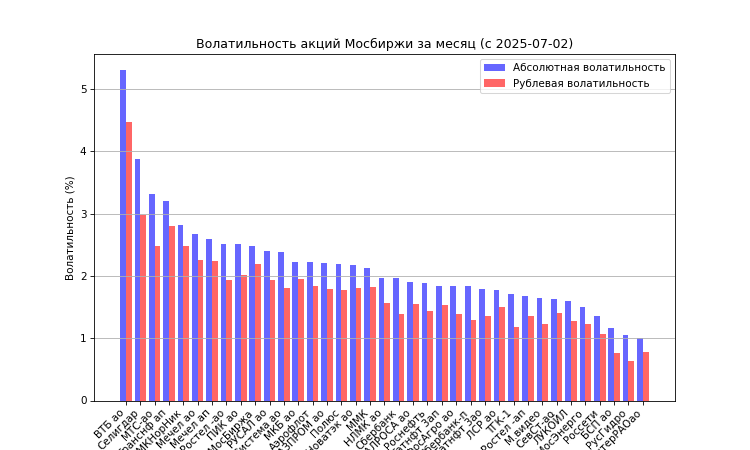 Волатильность акций Мосбиржи за месяц (с 2025-07-02)
Абсолютная волатильность
Рублевая волатильность
Волатильность (%)
5
4
3
2
1
0
ВТБ ао
Селигдар
МТС-ао
Транснф ап
ГМКНорНик
Мечел ао
Мечел ап
Ростел -ао
ПИК ао
МосБиржа
РУСАЛ ао
Система ао
МКБ ао
Аэрофлот
ГАЗПРОМ ао
Полюс
Новатэк ао
ММК
НЛМК ао
Сбербанк
АЛРОСА ао
Роснефть
Татнфт 3ап
РусАгро ао
Сбербанк-п
Татнфт 3ао
ЛСР ао
ТГК-1
Ростел -ап
М.видео
СевСт-ао
ЛУКОЙЛ
МосЭнерго
Россети
БСП ао
РусГидро
ИнтерРАОао